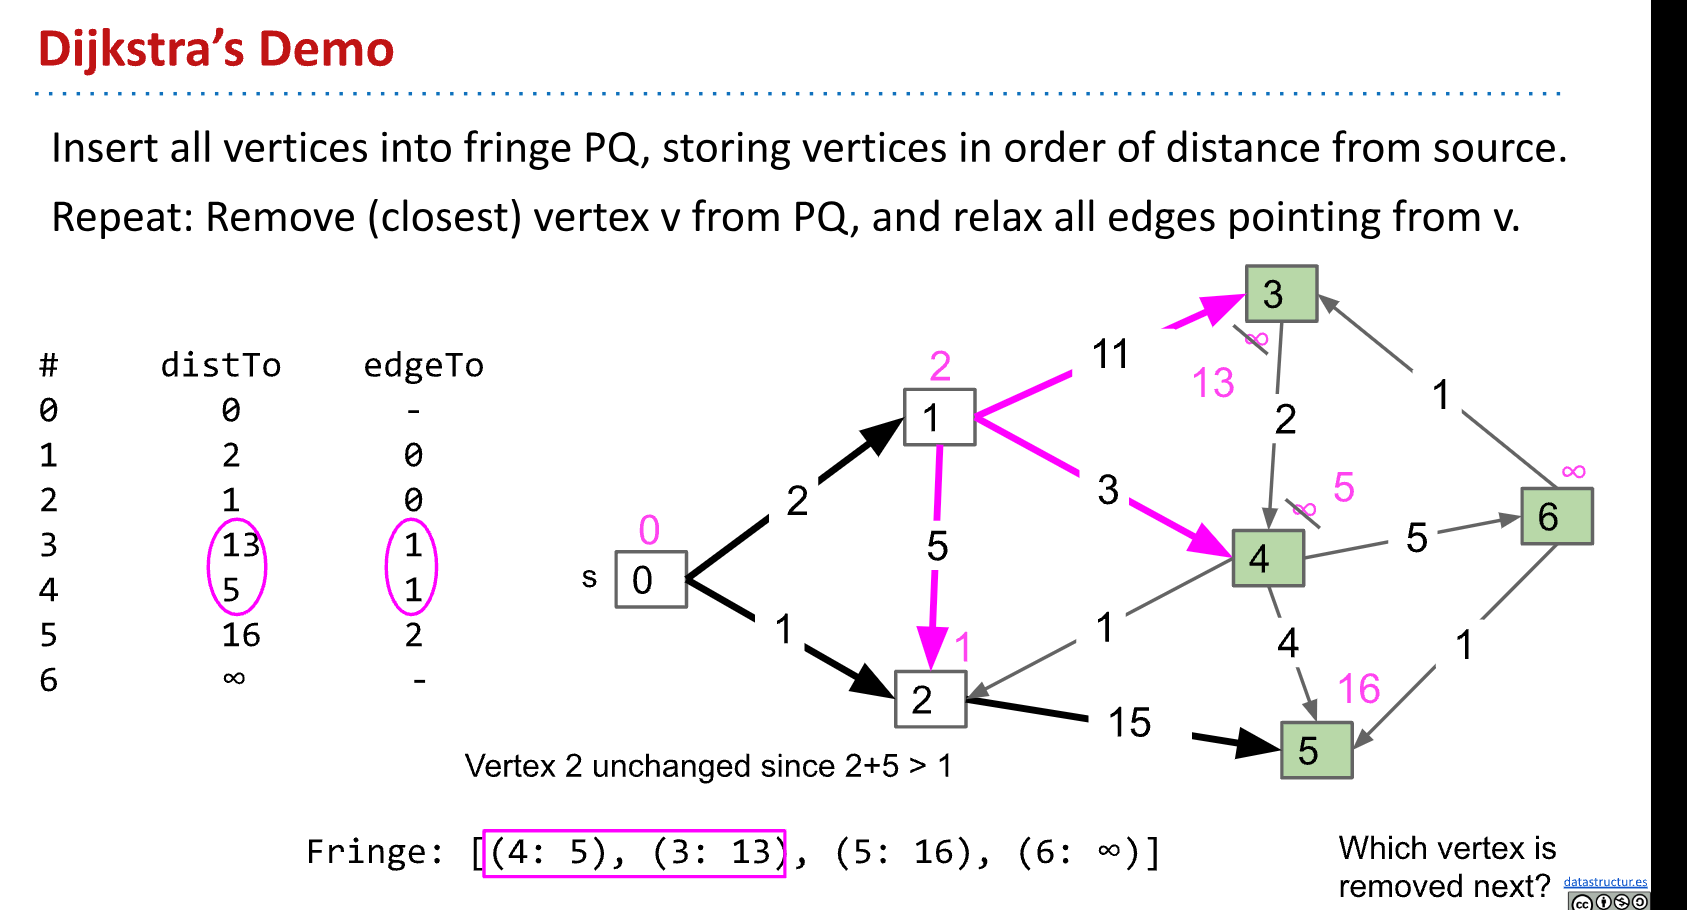 Dijkstra's Demo
Insert all vertices into fringe PQ, storing vertices in order of distance from source.
Repeat: Remove (closest) vertex v from PQ, and relax all edges pointing from v.
# distTo edgeTo
0 0 -
1 2 0
2 1 0
3 13 1
4 5 1
5 16 2
6 ∞ -
3
∞
11
13
2
1
1
2
∞
3
5
∞
2
6
0
5
5
4
s
0
1
1
4
1
1
2
16
15
5
Vertex 2 unchanged since 2+5 > 1
Fringe: [(4: 5), (3: 13), (5: 16), (6: ∞)]
Which vertex is
removed next?
datastructur.es
cc